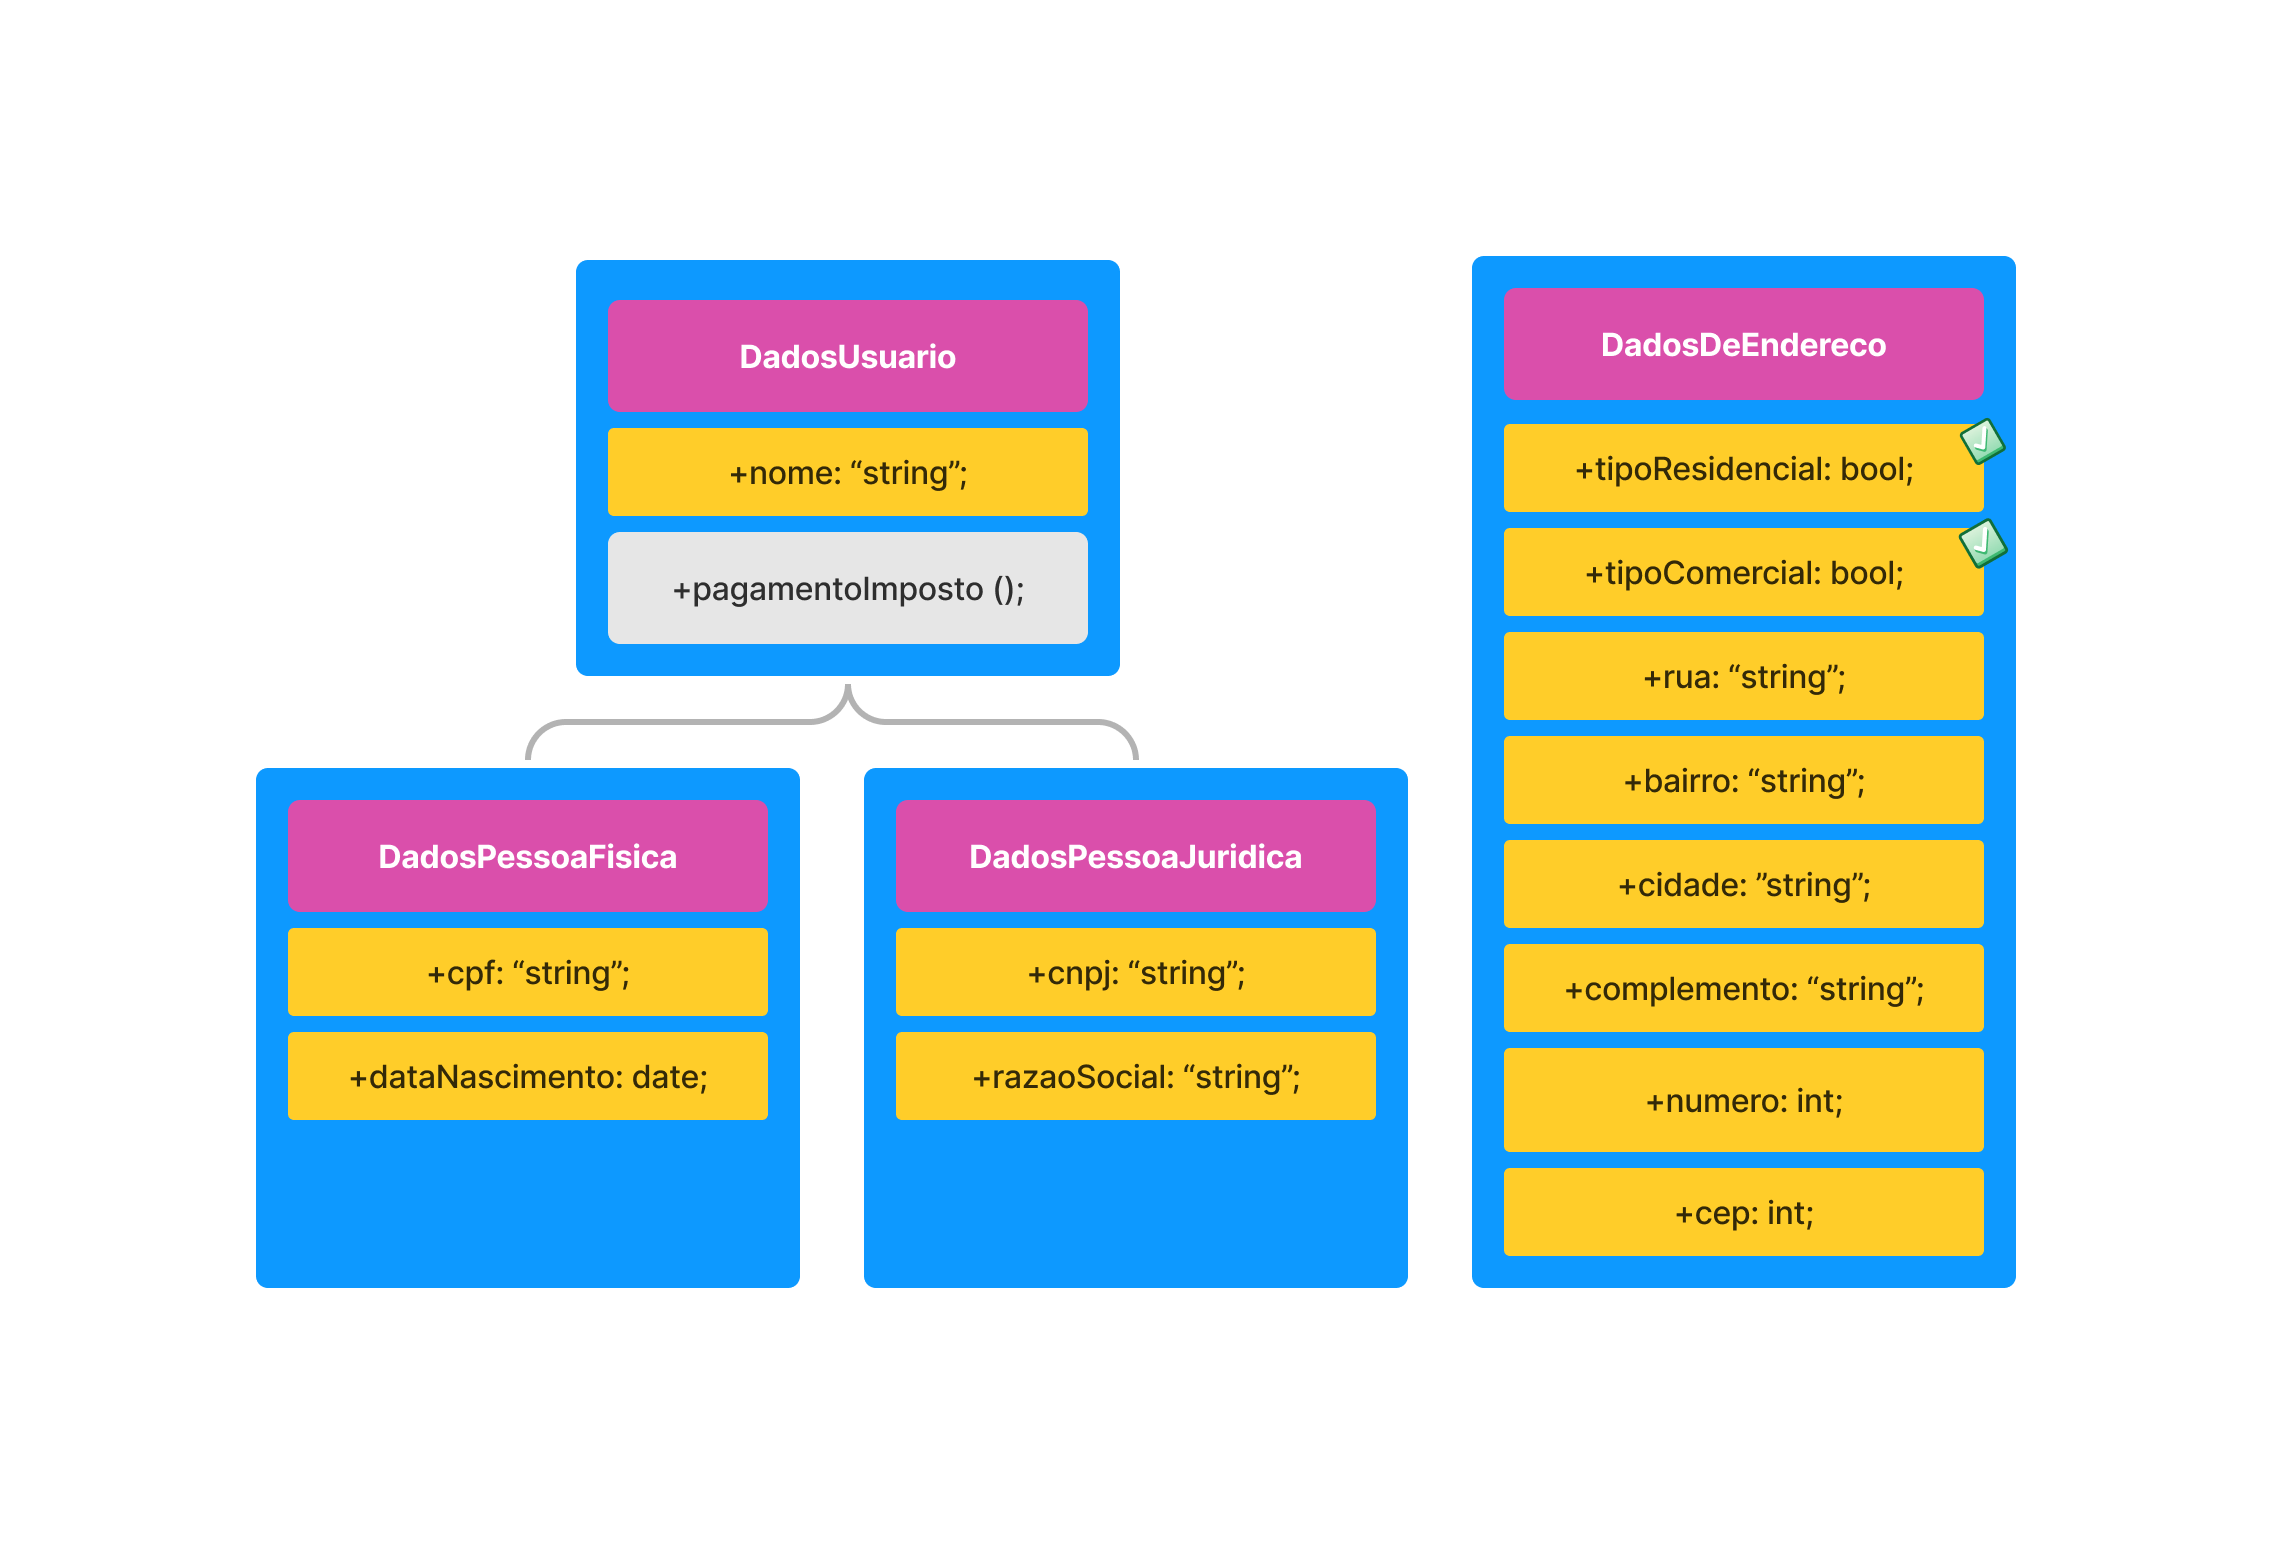 DadosUsuario
+nome: “string”;
+pagamentoImposto ();
DadosPessoaFisica
+cpf: “string”;
+dataNascimento: date;
DadosPessoaJuridica
+cnpj: “string”;
+razaoSocial: “string”;
DadosDeEndereco
+tipoResidencial: bool;
+tipoComercial: bool;
+rua: “string”;
+bairro: “string”;
+cidade: ”string”;
+complemento: “string”;
+numero: int;
+cep: int;